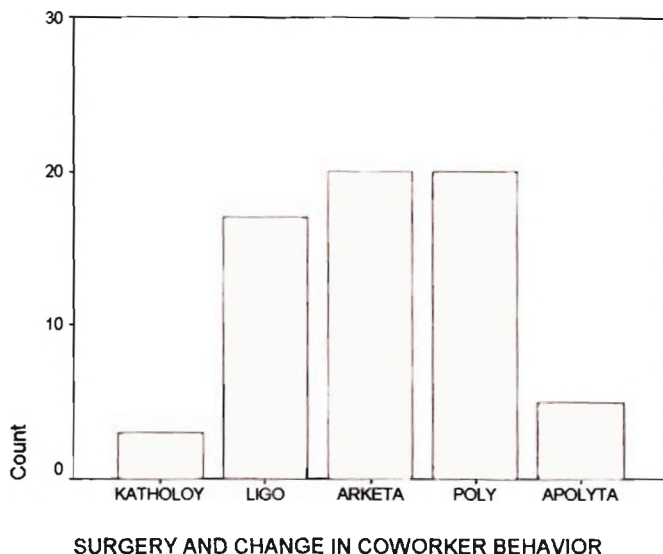 30
20
10
0
Count
KATHOLOY LIGO ARKETA POLY APOLYTA
SURGERY AND CHANGE IN COWORKER BEHAVIOR